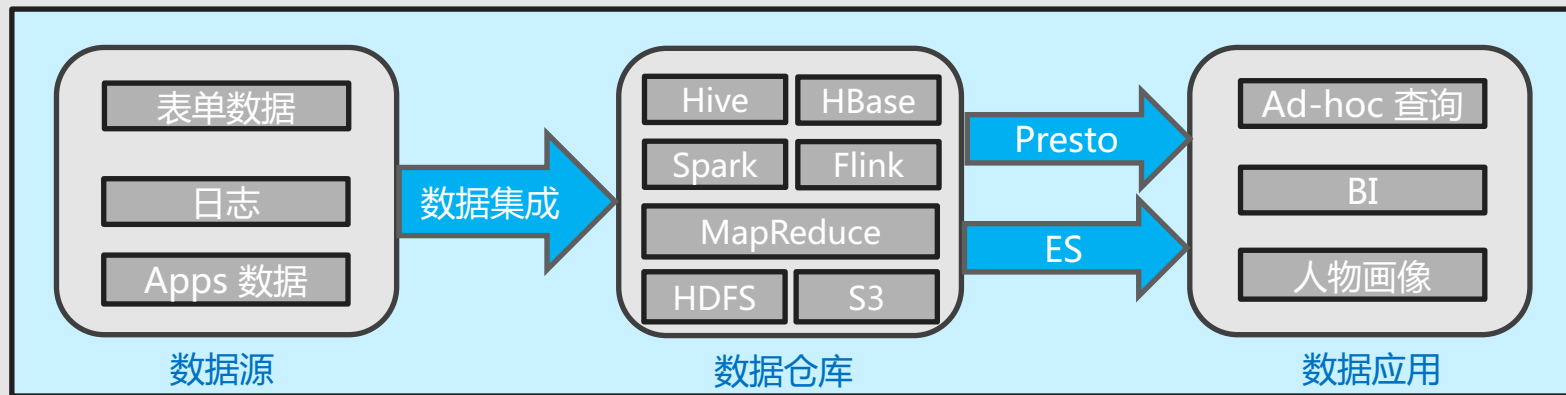 表单数据
日志
Apps 数据
数据源
数据集成
Hive
HBase
Spark
Flink
MapReduce
HDFS
S3
数据仓库
Presto
ES
Ad-hoc 查询
BI
人物画像
数据应用